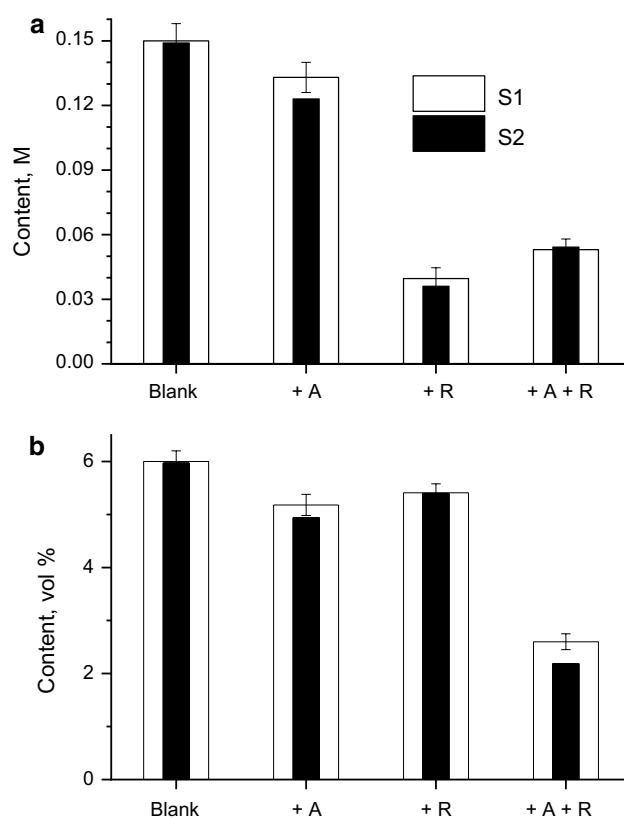 a
0.15
0.12
0.09
0.06
0.03
0.00
Content, M
S1
S2
Blank + A + R + A + R
b
6
4
2
0
Content, vol %
Blank + A + R + A + R